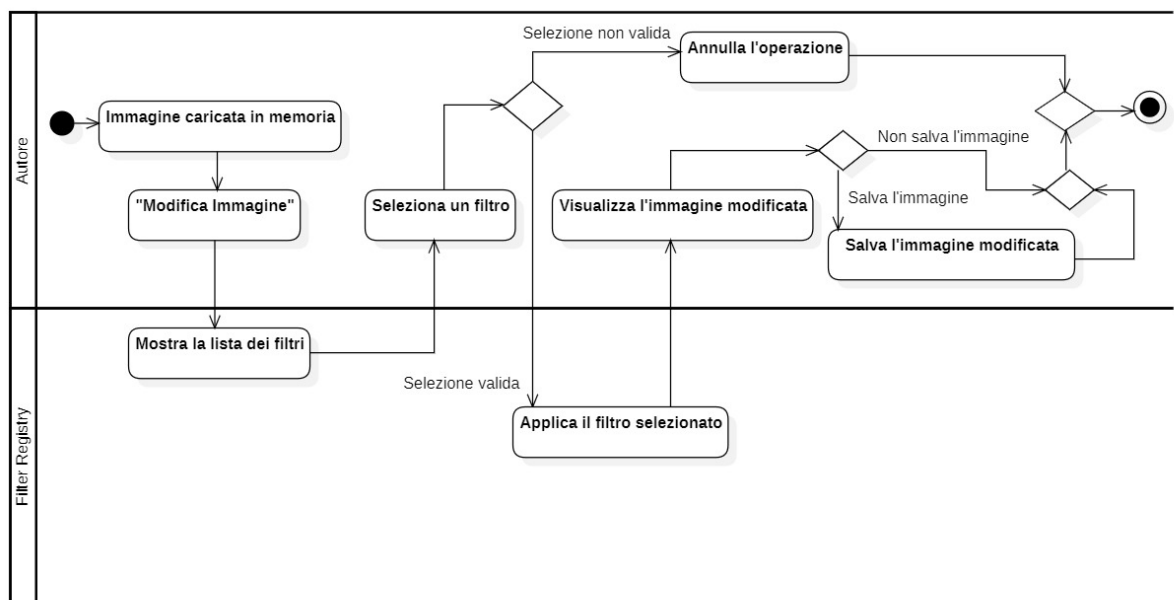 Autore
Selezione non valida
Annulla l'operazione
Immagine caricata in memoria
Non salva l'immagine
"Modifica Immagine"
Seleziona un filtro
Visualizza l'immagine modificata
Salva l'immagine
Salva l'immagine modificata
Filter Registry
Mostra la lista dei filtri
Selezione valida
Applica il filtro selezionato